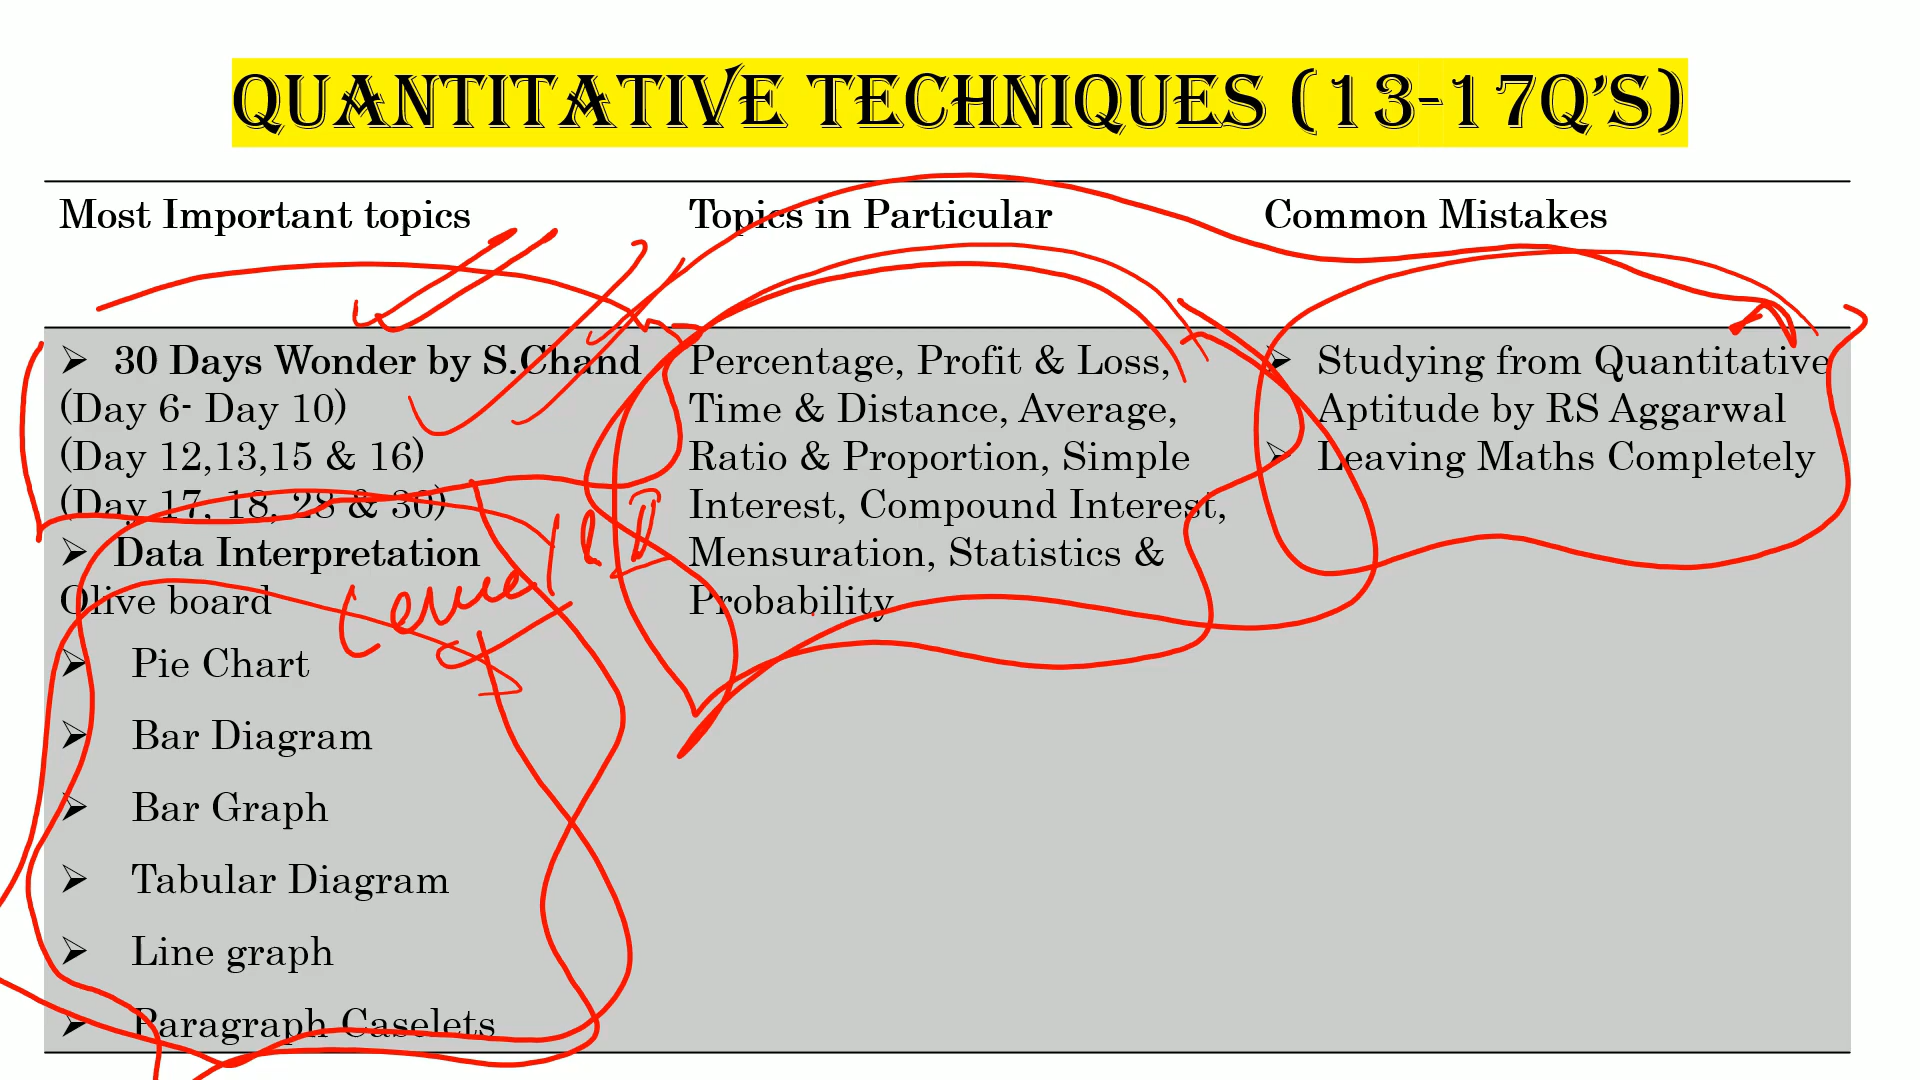 QUANTITATIVE TECHNIQUES (13-17Q'S)
Most Important topics
Topics in Particular
Common Mistakes
➢ 30 Days Wonder by S.Chand
(Day 6- Day 10)
(Day 12,13,15 & 16)
(Day 17, 18, 28 & 30)
➢ Data Interpretation
Olive board
➢ Pie Chart
➢ Bar Diagram
➢ Bar Graph
➢ Tabular Diagram
➢ Line graph
➢ Paragraph Caselets
Percentage, Profit & Loss,
Time & Distance, Average,
Ratio & Proportion, Simple
Interest, Compound Interest,
Mensuration, Statistics &
Probability
➢ Studying from Quantitative
Aptitude by RS Aggarwal
➢ Leaving Maths Completely